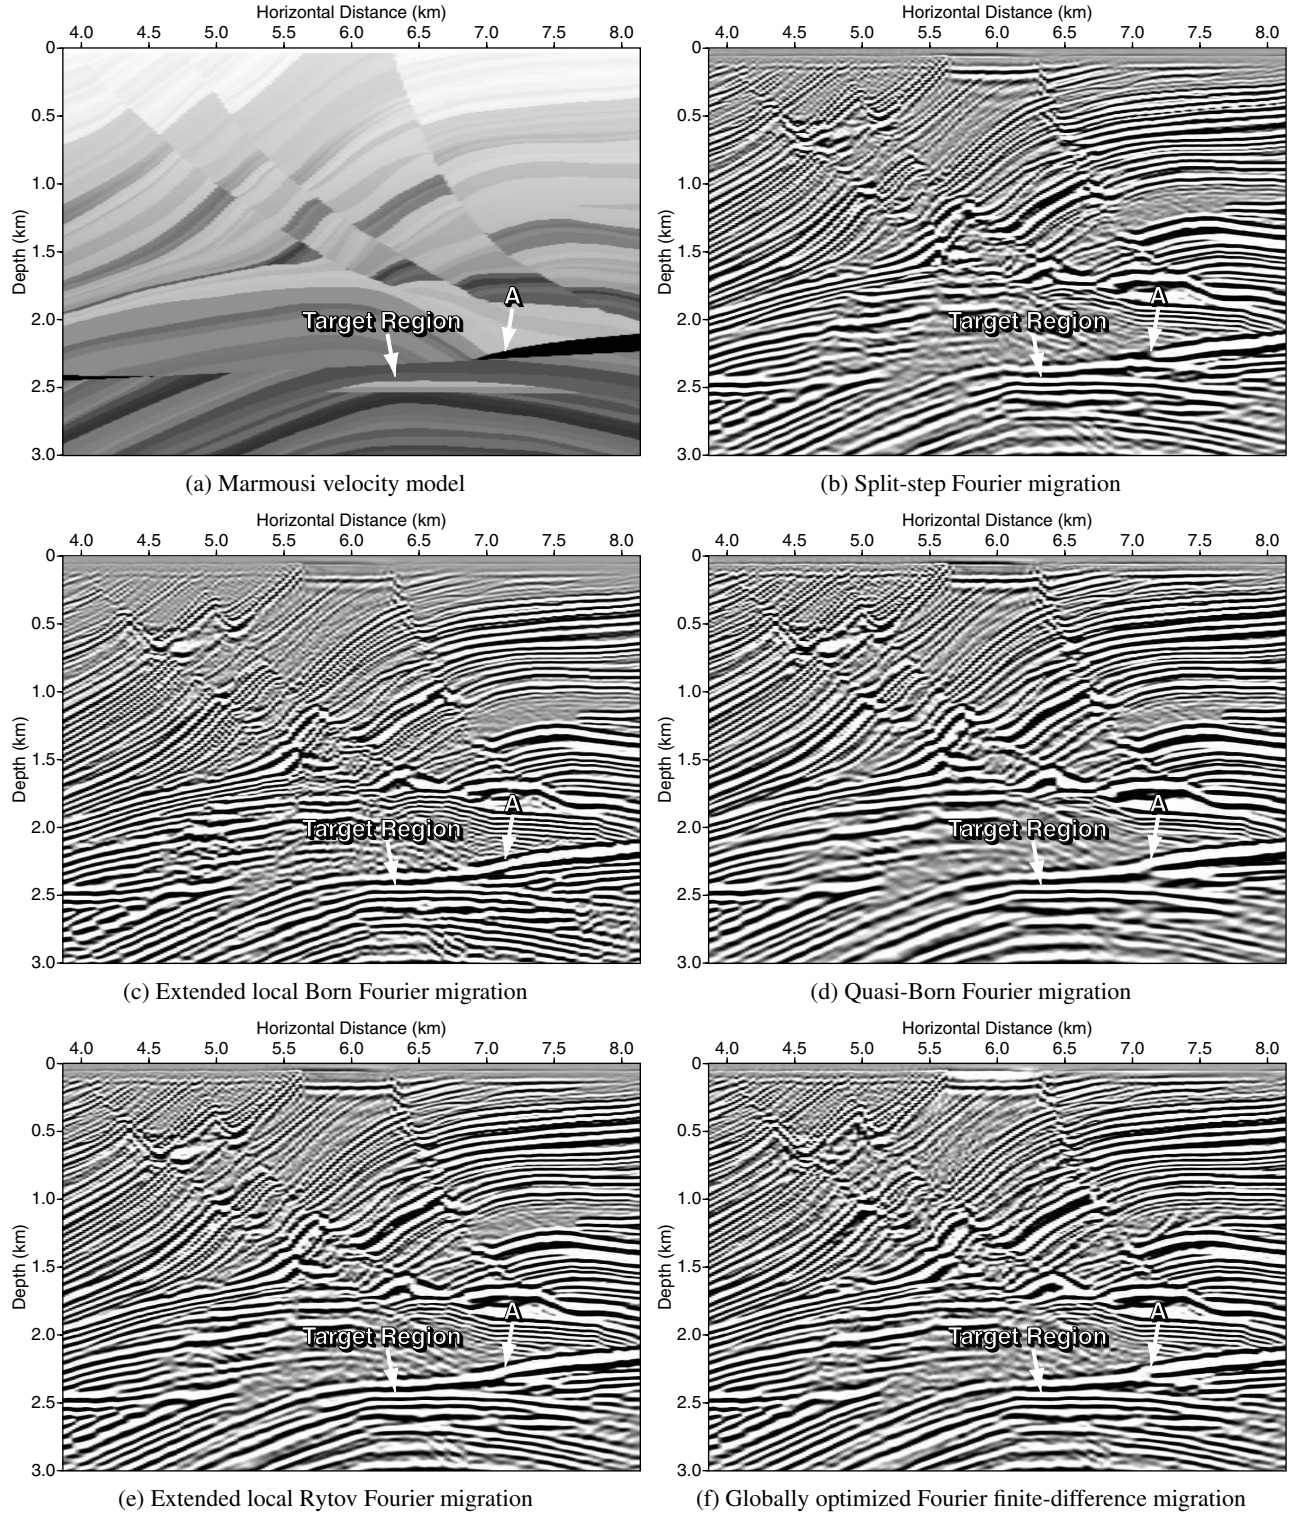 Horizontal Distance (km)
4.0 4.5 5.0 5.5 6.0 6.5 7.0 7.5 8.0
0
0.5
1.0
1.5
2.0
2.5
3.0
Depth (km)
A
Target Region
(a) Marmousi velocity model
Horizontal Distance (km)
4.0 4.5 5.0 5.5 6.0 6.5 7.0 7.5 8.0
0
0.5
1.0
1.5
2.0
2.5
3.0
Depth (km)
A
Target Region
(b) Split-step Fourier migration
Horizontal Distance (km)
4.0 4.5 5.0 5.5 6.0 6.5 7.0 7.5 8.0
0
0.5
1.0
1.5
2.0
2.5
3.0
Depth (km)
A
Target Region
(c) Extended local Born Fourier migration
Horizontal Distance (km)
4.0 4.5 5.0 5.5 6.0 6.5 7.0 7.5 8.0
0
0.5
1.0
1.5
2.0
2.5
3.0
Depth (km)
A
Target Region
(d) Quasi-Born Fourier migration
Horizontal Distance (km)
4.0 4.5 5.0 5.5 6.0 6.5 7.0 7.5 8.0
0
0.5
1.0
1.5
2.0
2.5
3.0
Depth (km)
A
Target Region
(e) Extended local Rytov Fourier migration
Horizontal Distance (km)
4.0 4.5 5.0 5.5 6.0 6.5 7.0 7.5 8.0
0
0.5
1.0
1.5
2.0
2.5
3.0
Depth (km)
A
Target Region
(f) Globally optimized Fourier finite-difference migration